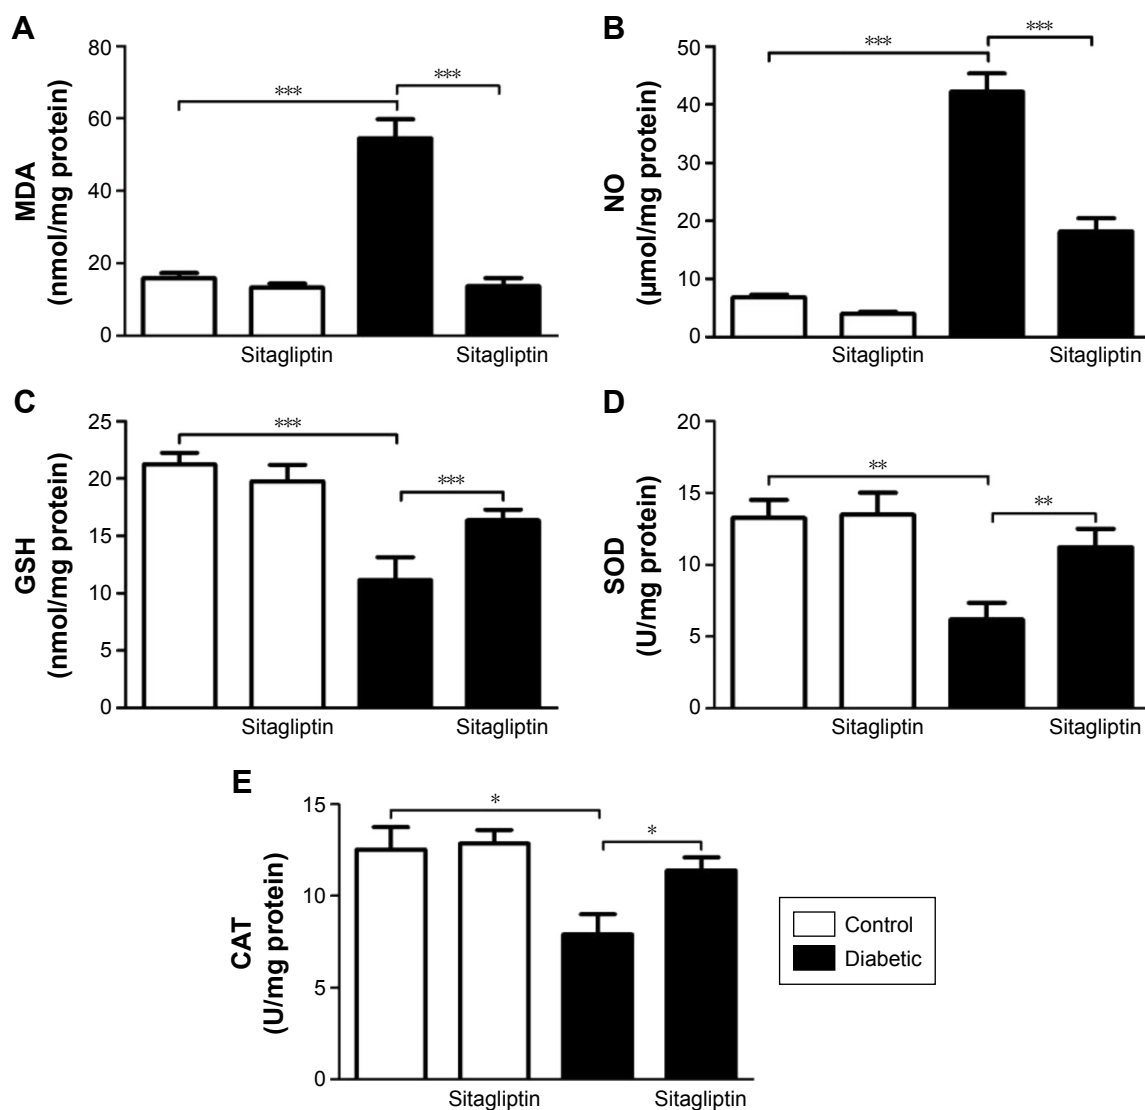 A
MDA
(nmol/mg protein)
80
60
40
20
0
***
***
Sitagliptin
Sitagliptin
B
NO
(µmol/mg protein)
50
40
30
20
10
0
***
***
Sitagliptin
Sitagliptin
C
GSH
(nmol/mg protein)
25
20
15
10
5
0
***
***
Sitagliptin
Sitagliptin
D
SOD
(U/mg protein)
20
15
10
5
0
**
**
Sitagliptin
Sitagliptin
E
CAT
(U/mg protein)
15
10
5
0
*
*
Sitagliptin
Sitagliptin
Control
Diabetic